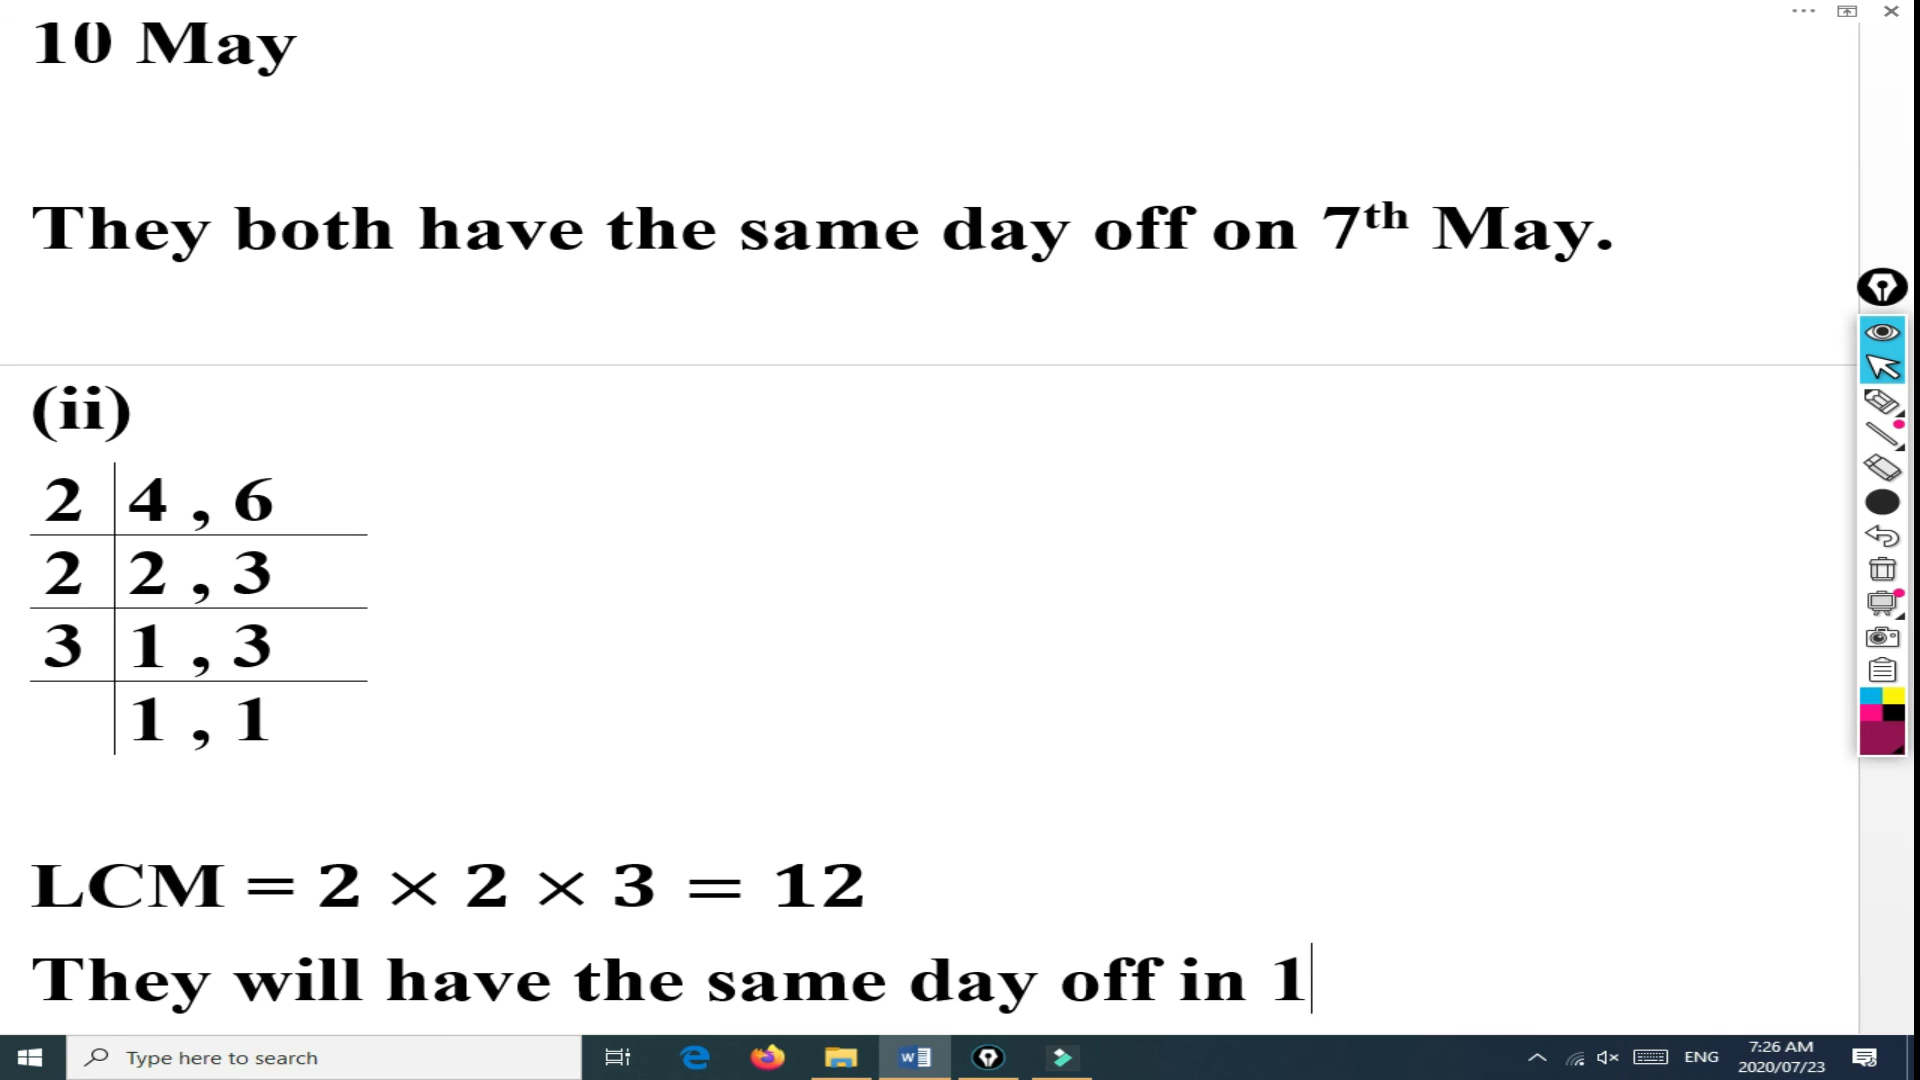 10 May
They both have the same day off on 7th May.
(ii)
2 4 , 6
2 2 , 3
3 1 , 3
1 , 1
LCM = 2 × 2 × 3 = 12
They will have the same day off in 1
Type here to search
ENG
7:26 AM
2020/07/23